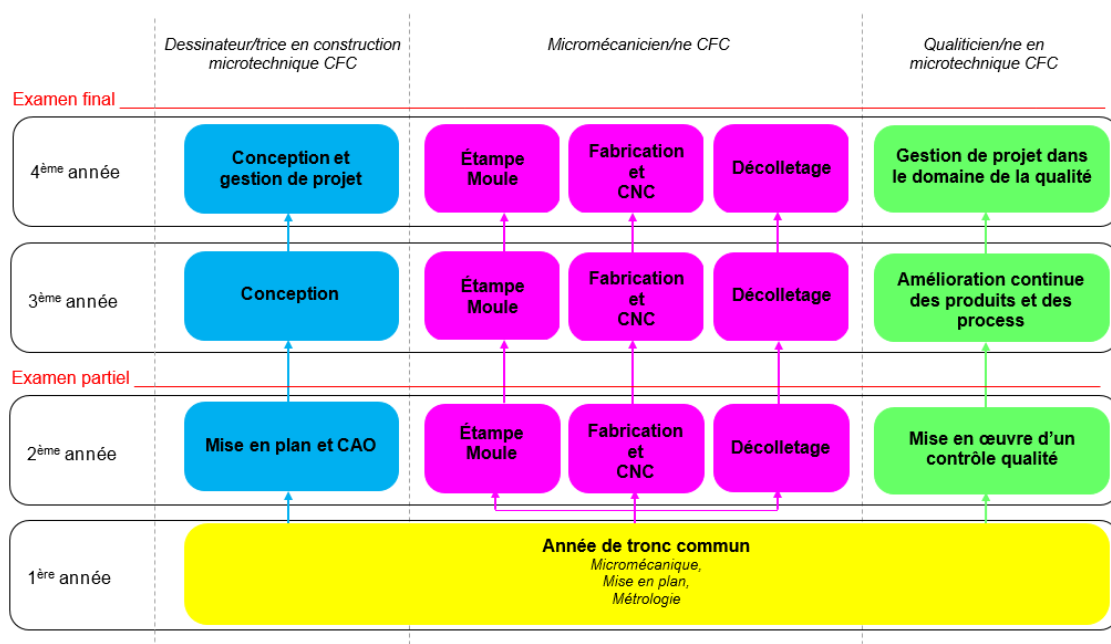 Dessinateur/trice en construction
microtechnique CFC
Micromécanicien/ne CFC
Qualiticien/ne en
microtechnique CFC
Examen final
4ème année
Conception et
gestion de projet
Étampe
Moule
Fabrication
et
CNC
Décolletage
Gestion de projet dans
le domaine de la qualité
3ème année
Conception
Étampe
Moule
Fabrication
et
CNC
Décolletage
Amélioration continue
des produits et des
process
Examen partiel
2ème année
Mise en plan et CAO
Étampe
Moule
Fabrication
et
CNC
Décolletage
Mise en œuvre d’un
contrôle qualité
1ère année
Année de tronc commun
Micromécanique,
Mise en plan,
Métrologie